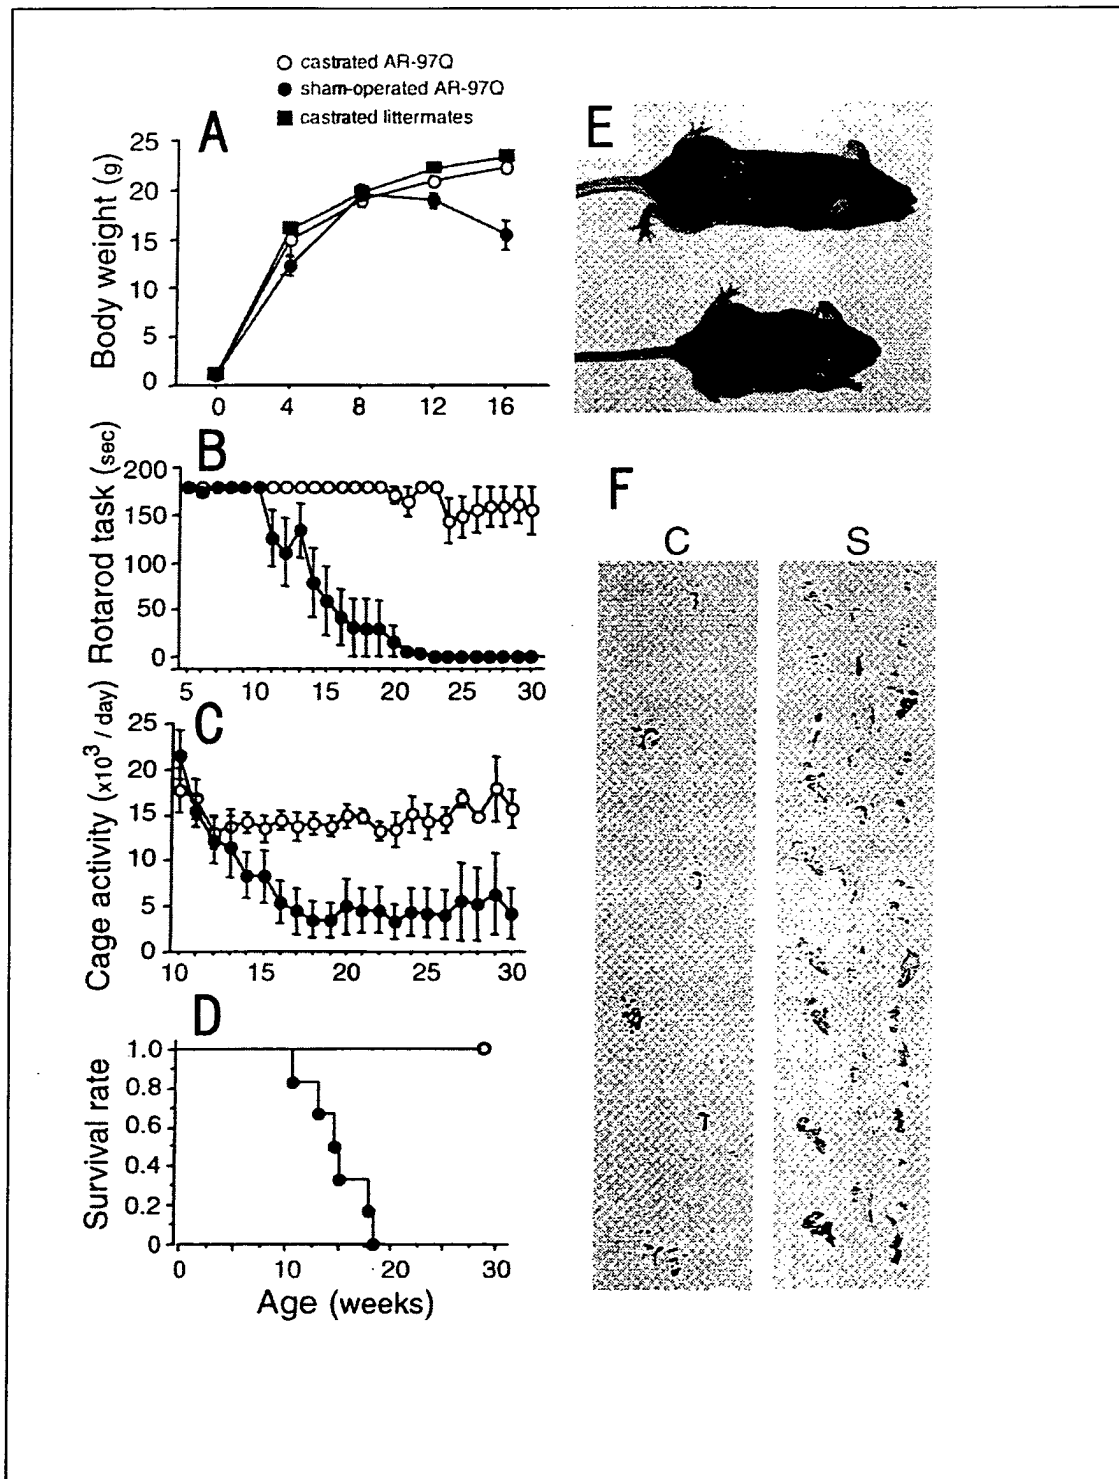 castrated AR-97Q
sham-operated AR-97Q
castrated littermates
A
Body weight (g)
25
20
15
10
5
0
0 4 8 12 16
B
Rotarod task (sec)
200
150
100
50
0
5 10 15 20 25 30
C
Cage activity (x10³ / day)
25
20
15
10
5
0
10 15 20 25 30
D
Survival rate
1.0
0.8
0.6
0.4
0.2
0
0 10 20 30
Age (weeks)
E
F
C S